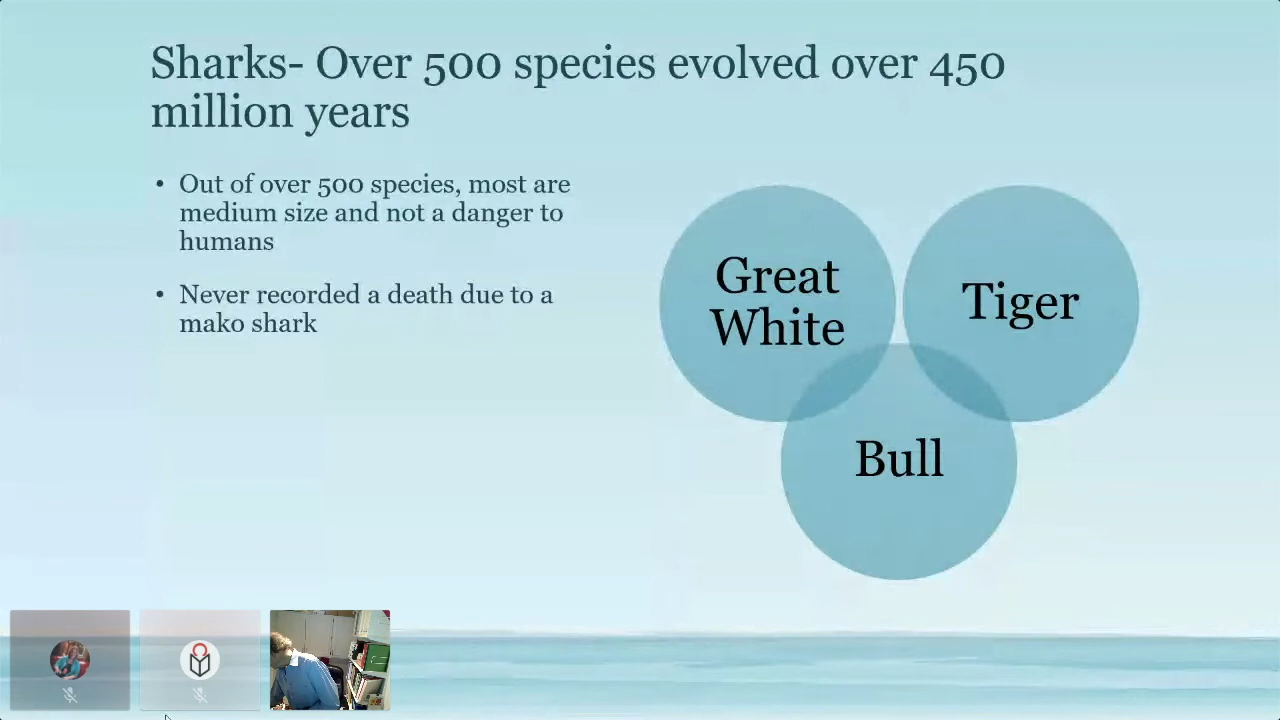 Sharks- Over 500 species evolved over 450
million years
• Out of over 500 species, most are
medium size and not a danger to
humans
• Never recorded a death due to a
mako shark
Great
White
Tiger
Bull